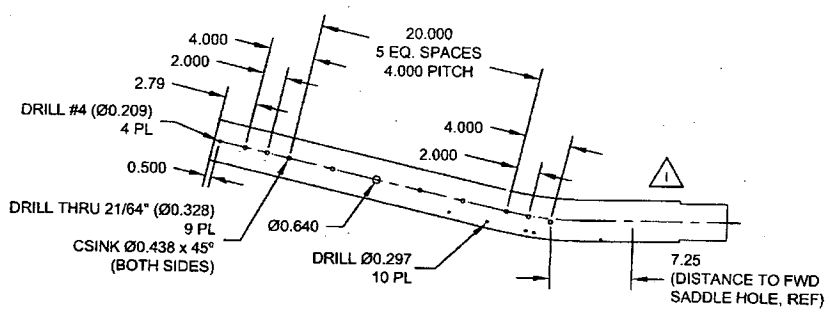 20.000
5 EQ. SPACES
4.000 PITCH
4.000
2.000
2.79
DRILL #4 (Ø0.209)
4 PL
0.500
DRILL THRU 21/64" (Ø0.328)
9 PL
CSINK Ø0.438 x 45°
(BOTH SIDES)
Ø0.640
DRILL Ø0.297
10 PL
4.000
2.000
1
7.25
(DISTANCE TO FWD
SADDLE HOLE, REF)